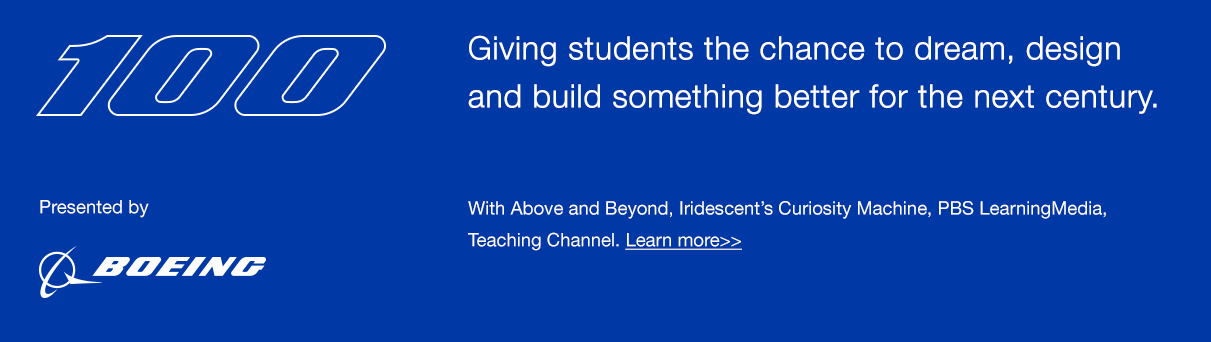 100
Giving students the chance to dream, design
and build something better for the next century.
Presented by
BOEING
With Above and Beyond, Iridescent’s Curiosity Machine, PBS LearningMedia,
Teaching Channel. Learn more>>